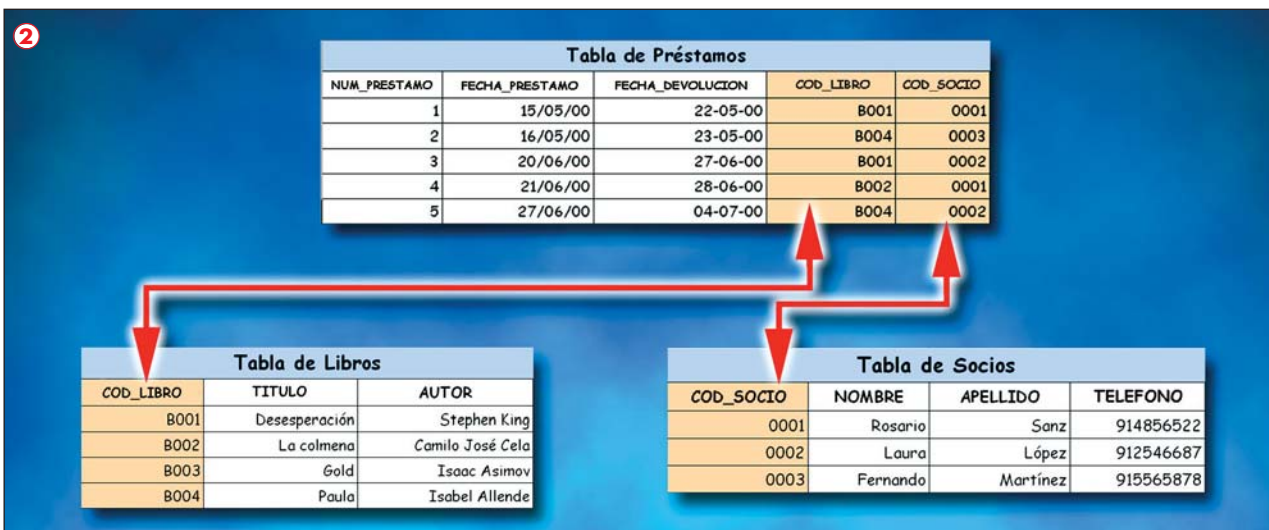 2
Tabla de Préstamos
NUM_PRESTAMO FECHA_PRESTAMO FECHA_DEVOLUCION COD_LIBRO COD_SOCIO
1 15/05/00 22-05-00 B001 0001
2 16/05/00 23-05-00 B004 0003
3 20/06/00 27-06-00 B001 0002
4 21/06/00 28-06-00 B002 0001
5 27/06/00 04-07-00 B004 0002
Tabla de Libros
COD_LIBRO TITULO AUTOR
B001 Desesperación Stephen King
B002 La colmena Camilo José Cela
B003 Gold Isaac Asimov
B004 Paula Isabel Allende
Tabla de Socios
COD_SOCIO NOMBRE APELLIDO TELEFONO
0001 Rosario Sanz 914856522
0002 Laura López 912546687
0003 Fernando Martínez 915565878